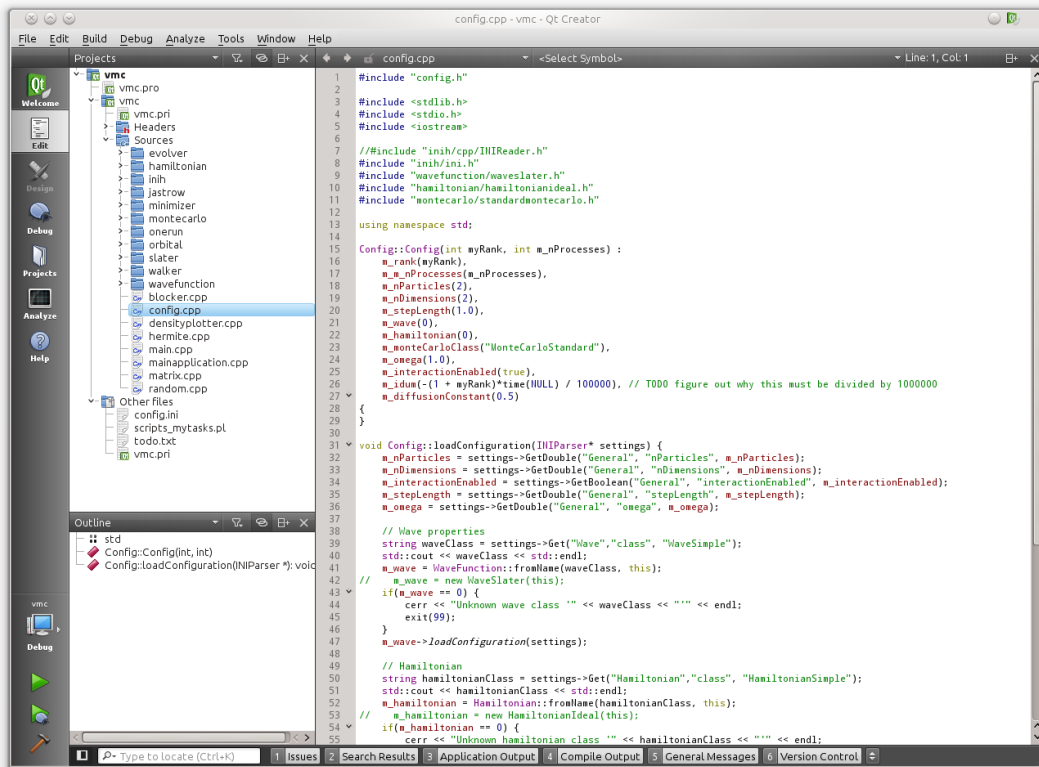 config.cpp - vmc - Qt Creator
File Edit Build Debug Analyze Tools Window Help
Projects
config.cpp
<Select Symbol>
Line: 1, Col: 1
Qt
Welcome
Edit
Design
Debug
Projects
Analyze
Help
vmc
Debug
vmc
vmc.pro
vmc
vmc.pri
Headers
Sources
evolver
hamiltonian
inih
jastrow
minimizer
montecarlo
onerun
orbital
slater
walker
wavefunction
blocker.cpp
config.cpp
densityplotter.cpp
hermite.cpp
main.cpp
mainapplication.cpp
matrix.cpp
random.cpp
Other files
config.ini
scripts_mytasks.pl
todo.txt
vmc.pri
Outline
std
Config::Config(int, int)
Config::loadConfiguration(INIParser *): void
1 #include "config.h"
2
3 #include <stdlib.h>
4 #include <stdio.h>
5 #include <iostream>
6
7 //#include "inih/cpp/INIReader.h"
8 #include "inih/ini.h"
9 #include "wavefunction/waveslater.h"
10 #include "hamiltonian/hamiltonianideal.h"
11 #include "montecarlo/standardmontecarlo.h"
12
13 using namespace std;
14
15 Config::Config(int myRank, int m_nProcesses) :
16     m_rank(myRank),
17     m_m_nProcesses(m_nProcesses),
18     m_nParticles(2),
19     m_nDimensions(2),
20     m_stepLength(1.0),
21     m_wave(0),
22     m_hamiltonian(0),
23     m_monteCarloClass("MonteCarloStandard"),
24     m_omega(1.0),
25     m_interactionEnabled(true),
26     m_idum(-(1 + myRank)*time(NULL) / 100000), // TODO figure out why this must be divided by 1000000
27     m_diffusionConstant(0.5)
28 {
29 }
30
31 void Config::loadConfiguration(INIParser* settings) {
32     m_nParticles = settings->GetDouble("General", "nParticles", m_nParticles);
33     m_nDimensions = settings->GetDouble("General", "nDimensions", m_nDimensions);
34     m_interactionEnabled = settings->GetBoolean("General", "interactionEnabled", m_interactionEnabled);
35     m_stepLength = settings->GetDouble("General", "stepLength", m_stepLength);
36     m_omega = settings->GetDouble("General", "omega", m_omega);
37
38     // Wave properties
39     string waveClass = settings->Get("Wave","class", "WaveSimple");
40     std::cout << waveClass << std::endl;
41     m_wave = WaveFunction::fromName(waveClass, this);
42 //    m_wave = new WaveSlater(this);
43     if(m_wave == 0) {
44         cerr << "Unknown wave class '" << waveClass << "'" << endl;
45         exit(99);
46     }
47     m_wave->loadConfiguration(settings);
48
49     // Hamiltonian
50     string hamiltonianClass = settings->Get("Hamiltonian","class", "HamiltonianSimple");
51     std::cout << hamiltonianClass << std::endl;
52     m_hamiltonian = Hamiltonian::fromName(hamiltonianClass, this);
53 //    m_hamiltonian = new HamiltonianIdeal(this);
54     if(m_hamiltonian == 0) {
55         cerr << "Unknown hamiltonian class '" << hamiltonianClass << "'" << endl;
Type to locate (Ctrl+K)
1 Issues 2 Search Results 3 Application Output 4 Compile Output 5 General Messages 6 Version Control